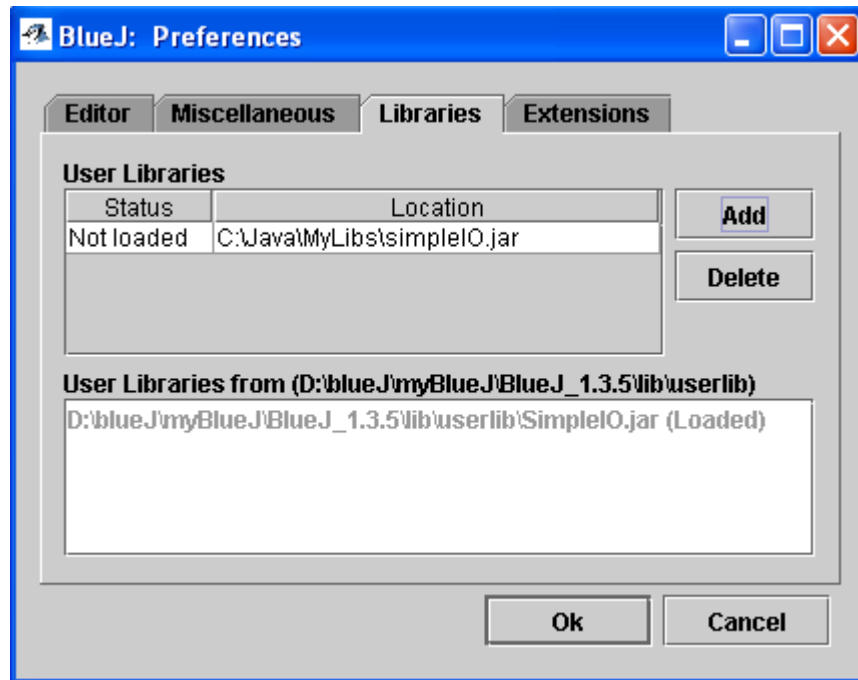 BlueJ: Preferences
Editor Miscellaneous Libraries Extensions
User Libraries
Status Location
Add
Not loaded C:\Java\MyLibs\simpleIO.jar
Delete
User Libraries from (D:\blueJ\myBlueJ\BlueJ_1.3.5\lib\userlib)
D:\blueJ\myBlueJ\BlueJ_1.3.5\lib\userlib\SimpleIO.jar (Loaded)
Ok Cancel